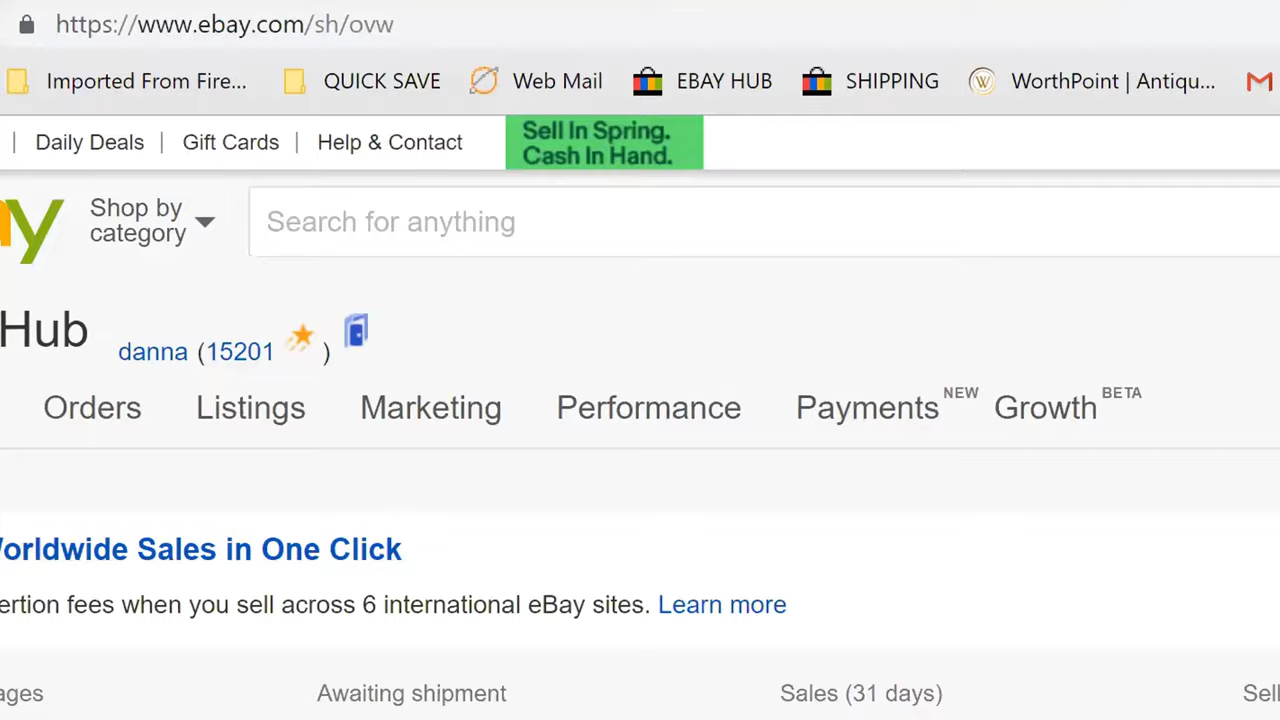 https://www.ebay.com/sh/ovw
Imported From Fire... QUICK SAVE Web Mail EBAY HUB SHIPPING WorthPoint | Antiqu...
| Daily Deals | Gift Cards | Help & Contact
Sell In Spring.
Cash In Hand.
Shop by
category
Search for anything
Hub danna (15201 )
Orders Listings Marketing Performance Payments NEW Growth BETA
orldwide Sales in One Click
ertion fees when you sell across 6 international eBay sites. Learn more
ages Awaiting shipment Sales (31 days) Sell